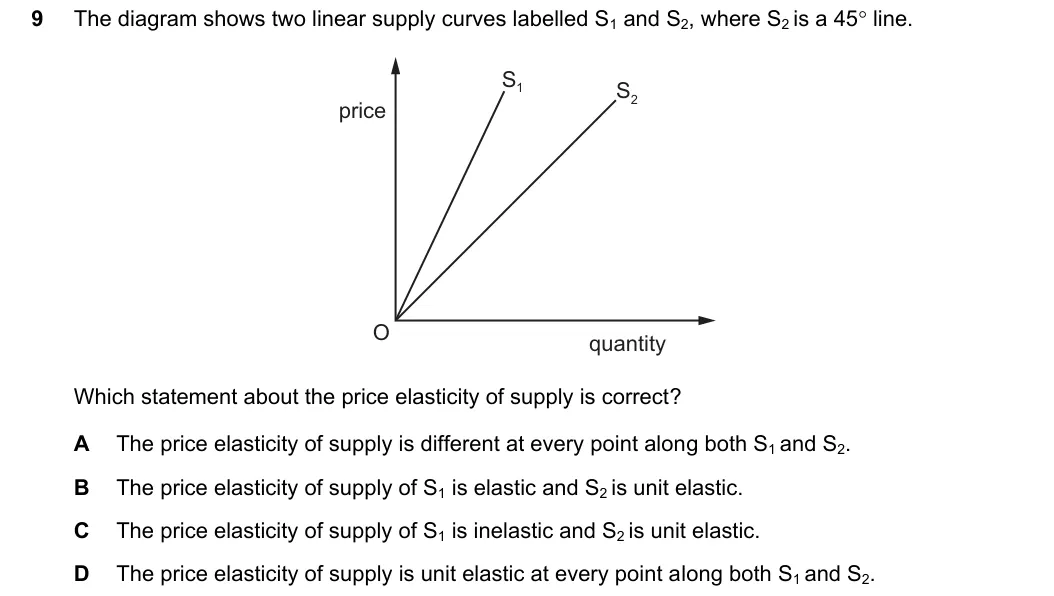 9 The diagram shows two linear supply curves labelled S₁ and S₂, where S₂ is a 45° line.
S₁
S₂
price
O
quantity
Which statement about the price elasticity of supply is correct?
A The price elasticity of supply is different at every point along both S₁ and S₂.
B The price elasticity of supply of S₁ is elastic and S₂ is unit elastic.
C The price elasticity of supply of S₁ is inelastic and S₂ is unit elastic.
D The price elasticity of supply is unit elastic at every point along both S₁ and S₂.